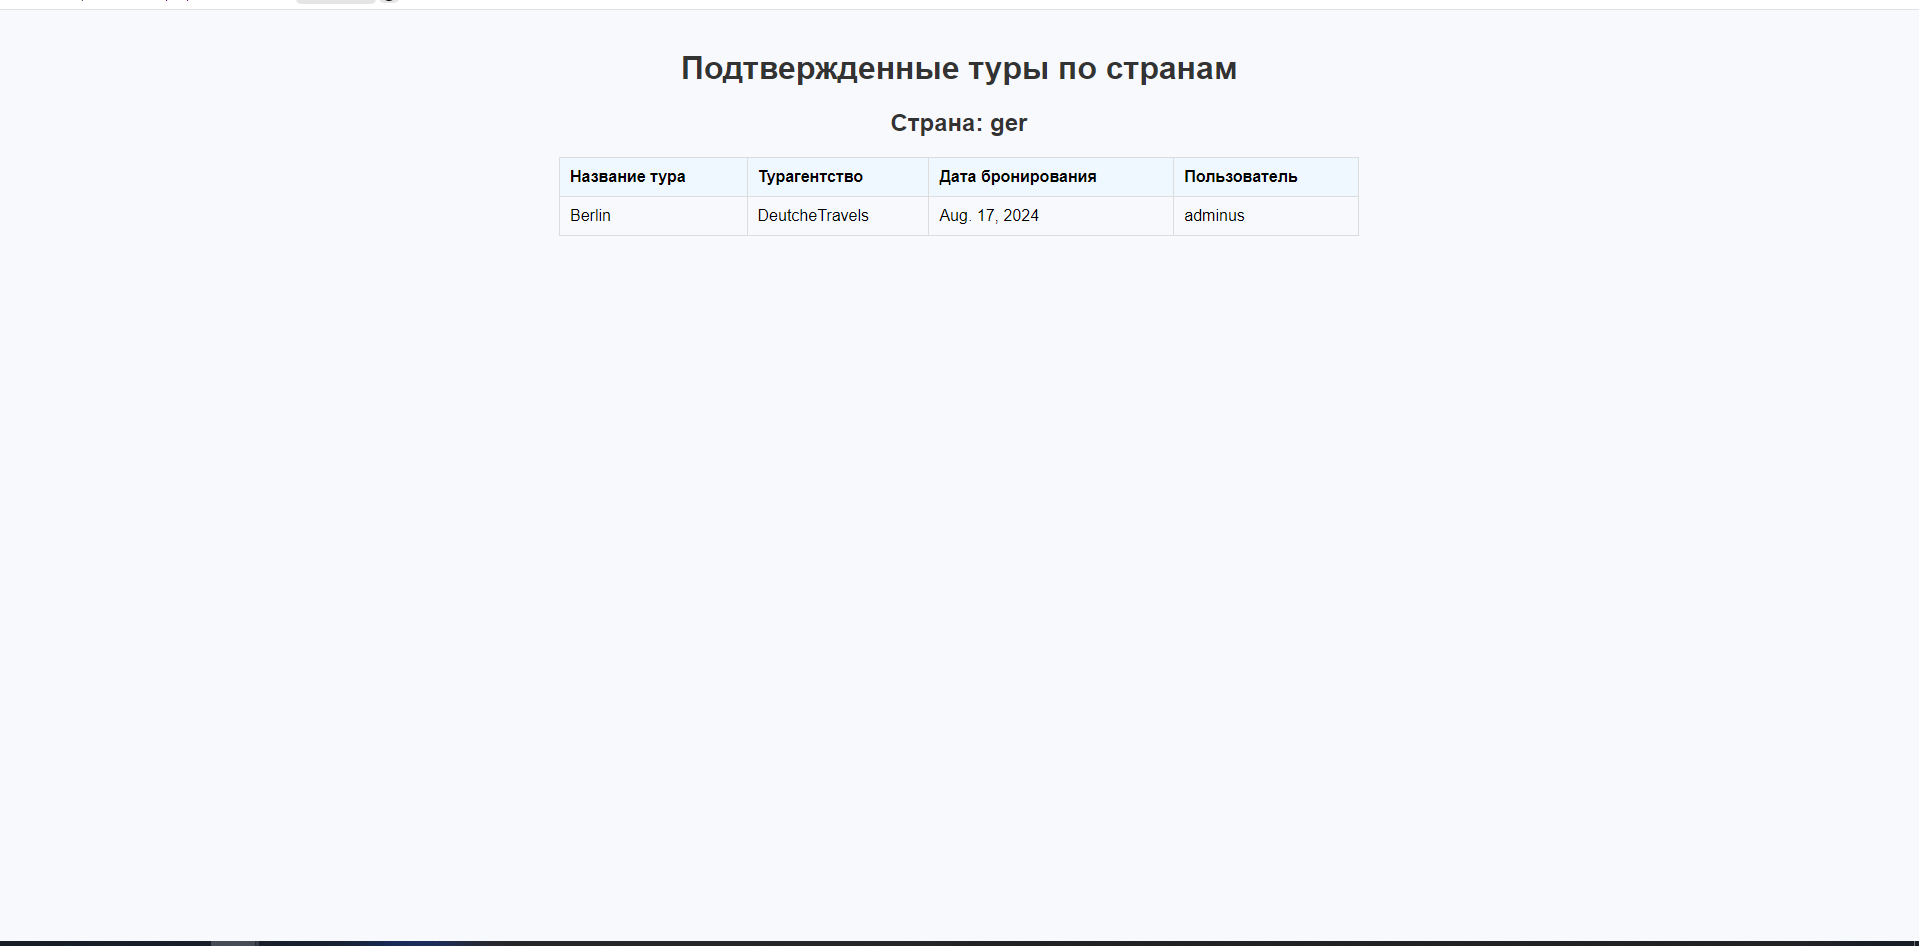 Подтвержденные туры по странам
Страна: ger
Название тура Турагентство Дата бронирования Пользователь
Berlin DeutcheTravels Aug. 17, 2024 adminus